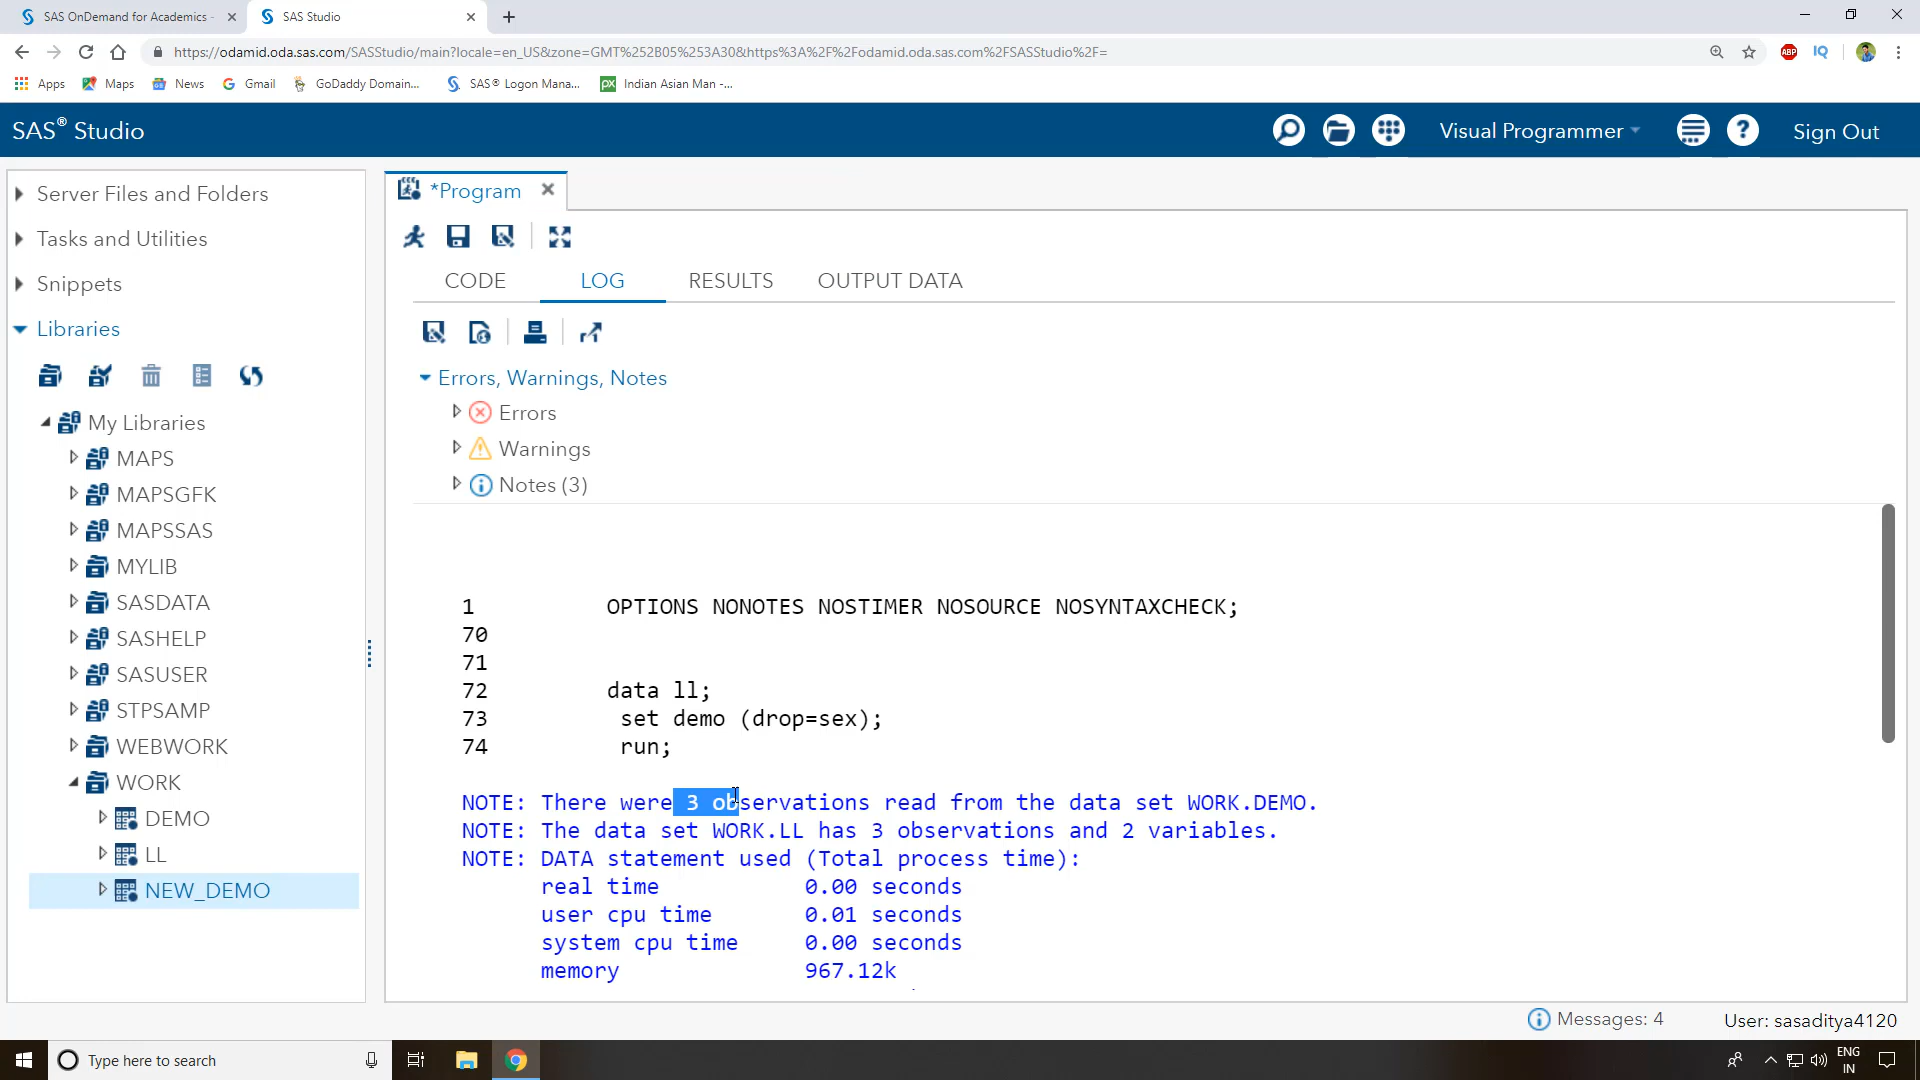 SAS OnDemand for Academics -
SAS Studio
https://odamid.oda.sas.com/SASStudio/main?locale=en_US&zone=GMT%252B05%253A30&https%3A%2F%2Fodamid.oda.sas.com%2FSASStudio%2F=
ABP
IQ
Apps
Maps
News
Gmail
GoDaddy Domain...
SAS® Logon Mana...
px
Indian Asian Man -...
SAS® Studio
Visual Programmer
?
Sign Out
Server Files and Folders
Tasks and Utilities
Snippets
Libraries
My Libraries
MAPS
MAPSGFK
MAPSSAS
MYLIB
SASDATA
SASHELP
SASUSER
STPSAMP
WEBWORK
WORK
DEMO
LL
NEW_DEMO
*Program
CODE
LOG
RESULTS
OUTPUT DATA
Errors, Warnings, Notes
Errors
Warnings
Notes (3)
1 OPTIONS NONOTES NOSTIMER NOSOURCE NOSYNTAXCHECK;
70
71
72 data ll;
73 set demo (drop=sex);
74 run;
NOTE: There were 3 observations read from the data set WORK.DEMO.
NOTE: The data set WORK.LL has 3 observations and 2 variables.
NOTE: DATA statement used (Total process time):
real time 0.00 seconds
user cpu time 0.01 seconds
system cpu time 0.00 seconds
memory 967.12k
Messages: 4
User: sasaditya4120
Type here to search
ENG
IN